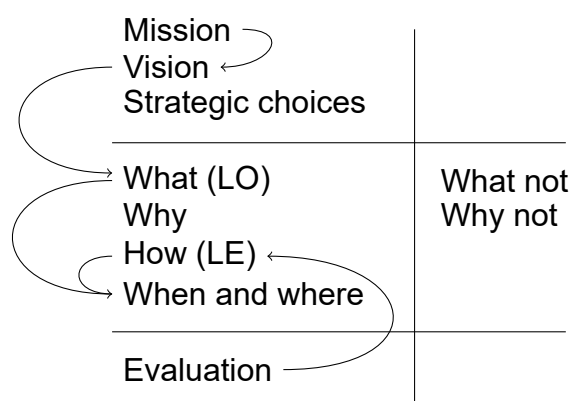 Mission
Vision
Strategic choices
What (LO)
Why
How (LE)
When and where
What not
Why not
Evaluation